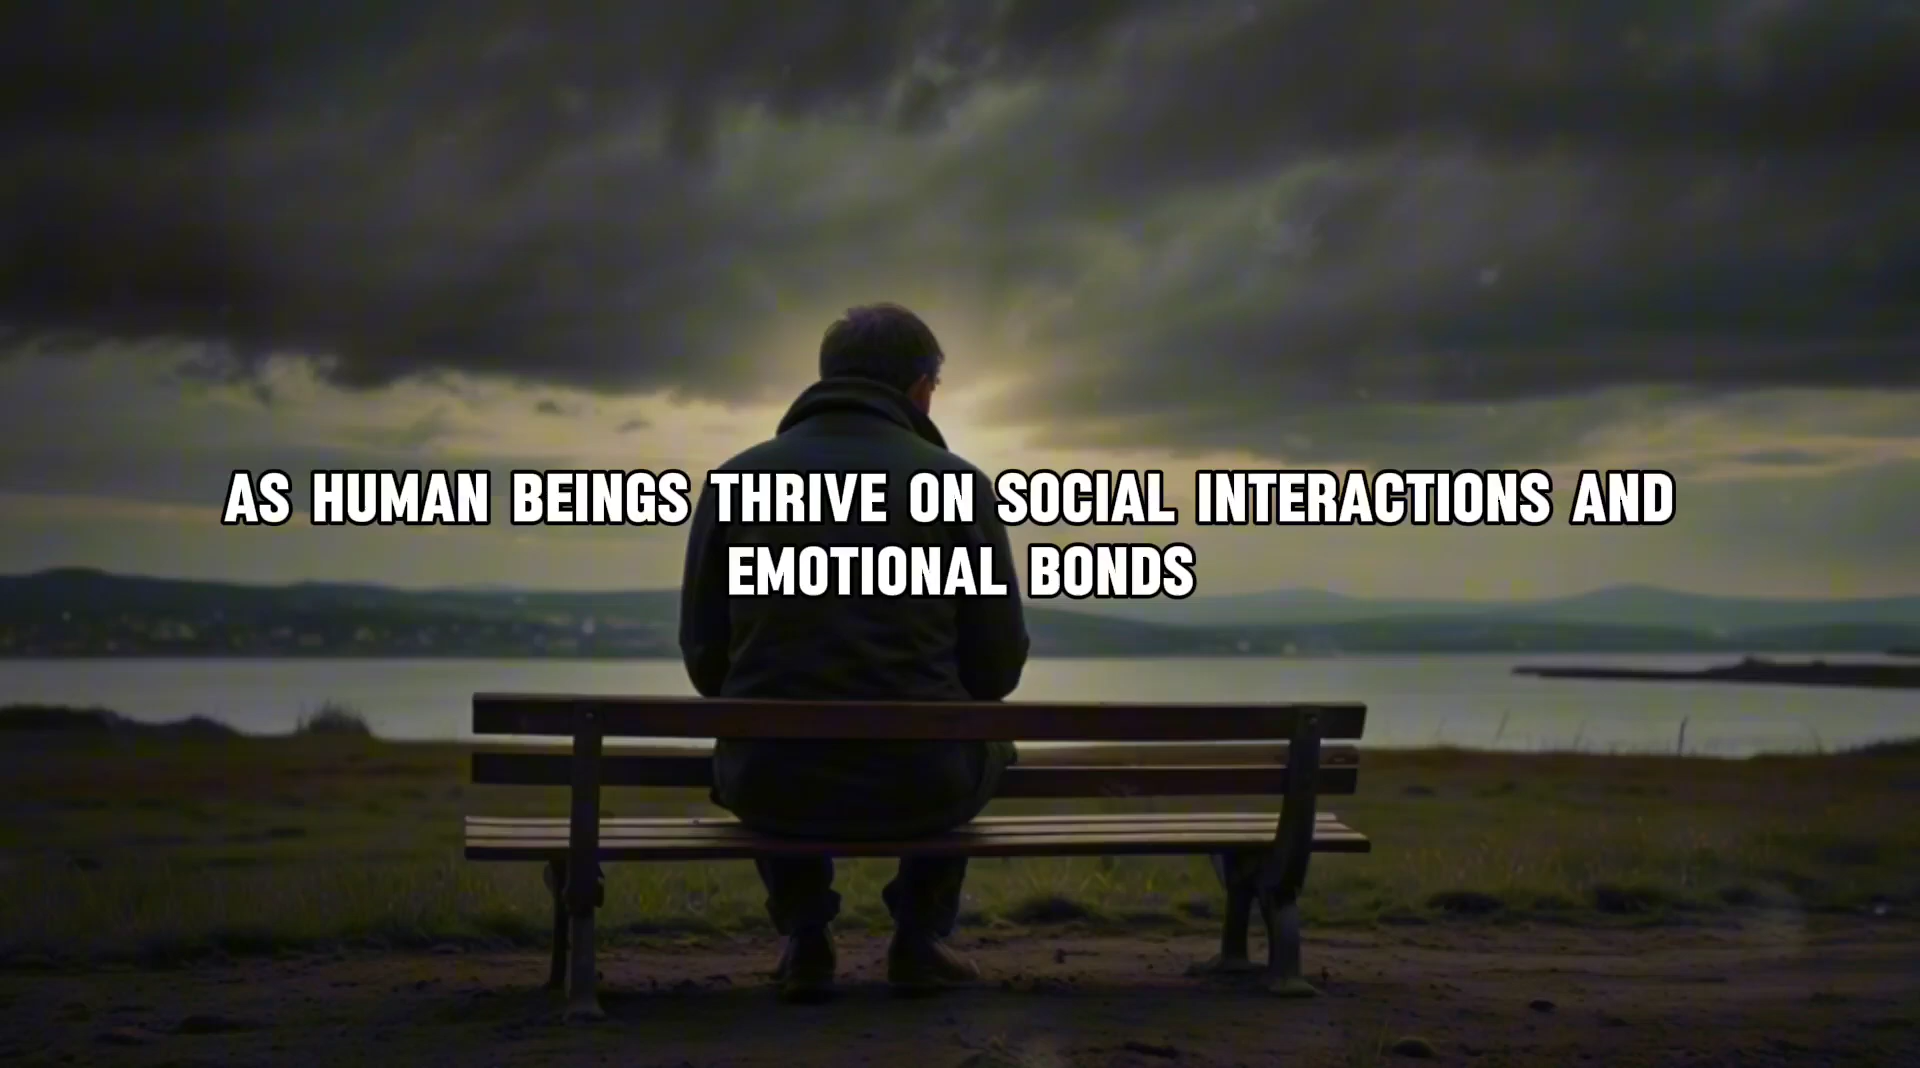 AS HUMAN BEINGS THRIVE ON SOCIAL INTERACTIONS AND
EMOTIONAL BONDS